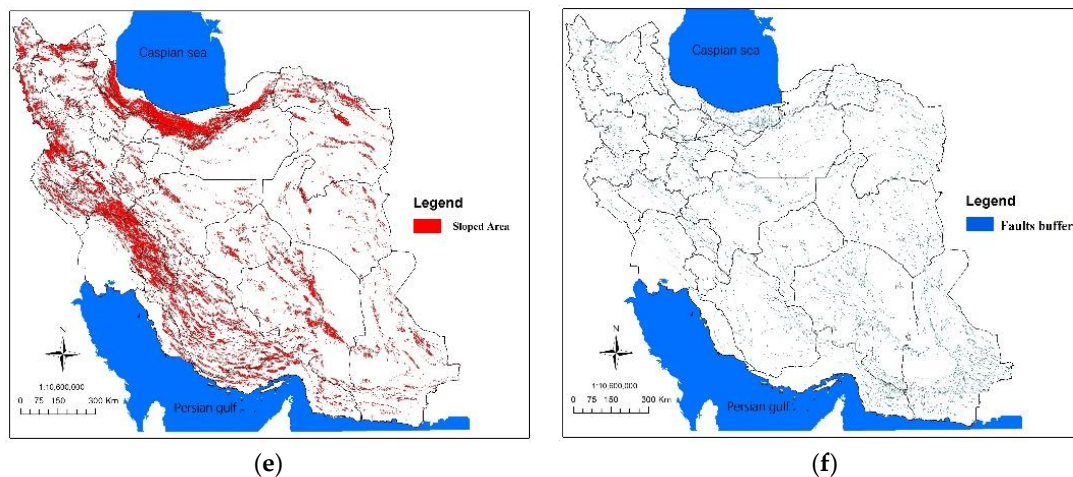 Caspian sea
Legend
Sloped Area
N
1:10,600,000
0 75 150 300 Km
Persian gulf
(e)
Caspian sea
Legend
Faults buffer
N
1:10,600,000
0 75 150 300 Km
Persian gulf
(f)